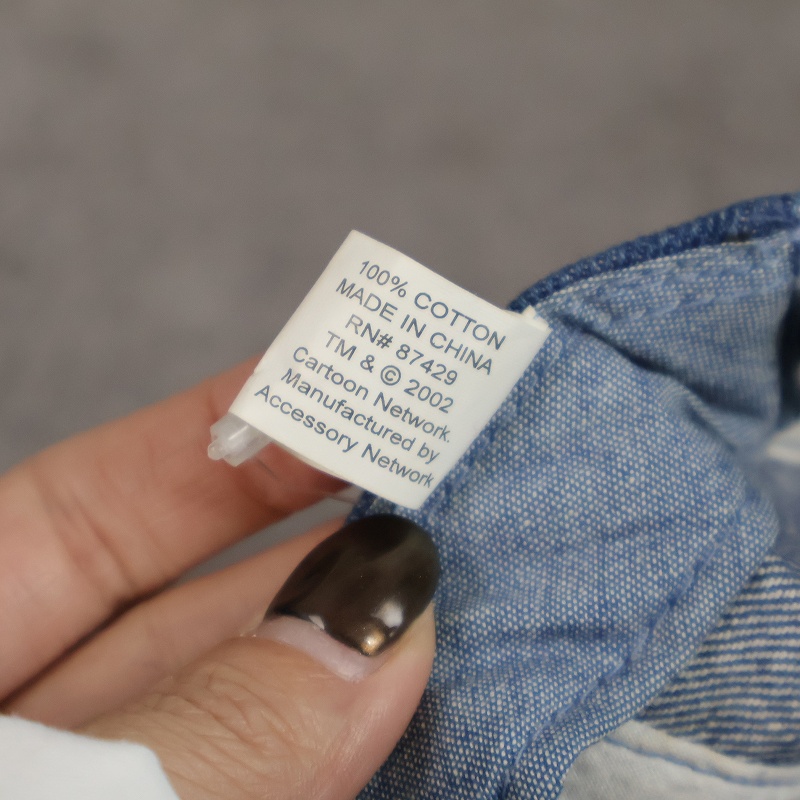 100% COTTON
MADE IN CHINA
RN# 87429
TM & © 2002
Cartoon Network.
Manufactured by
Accessory Network